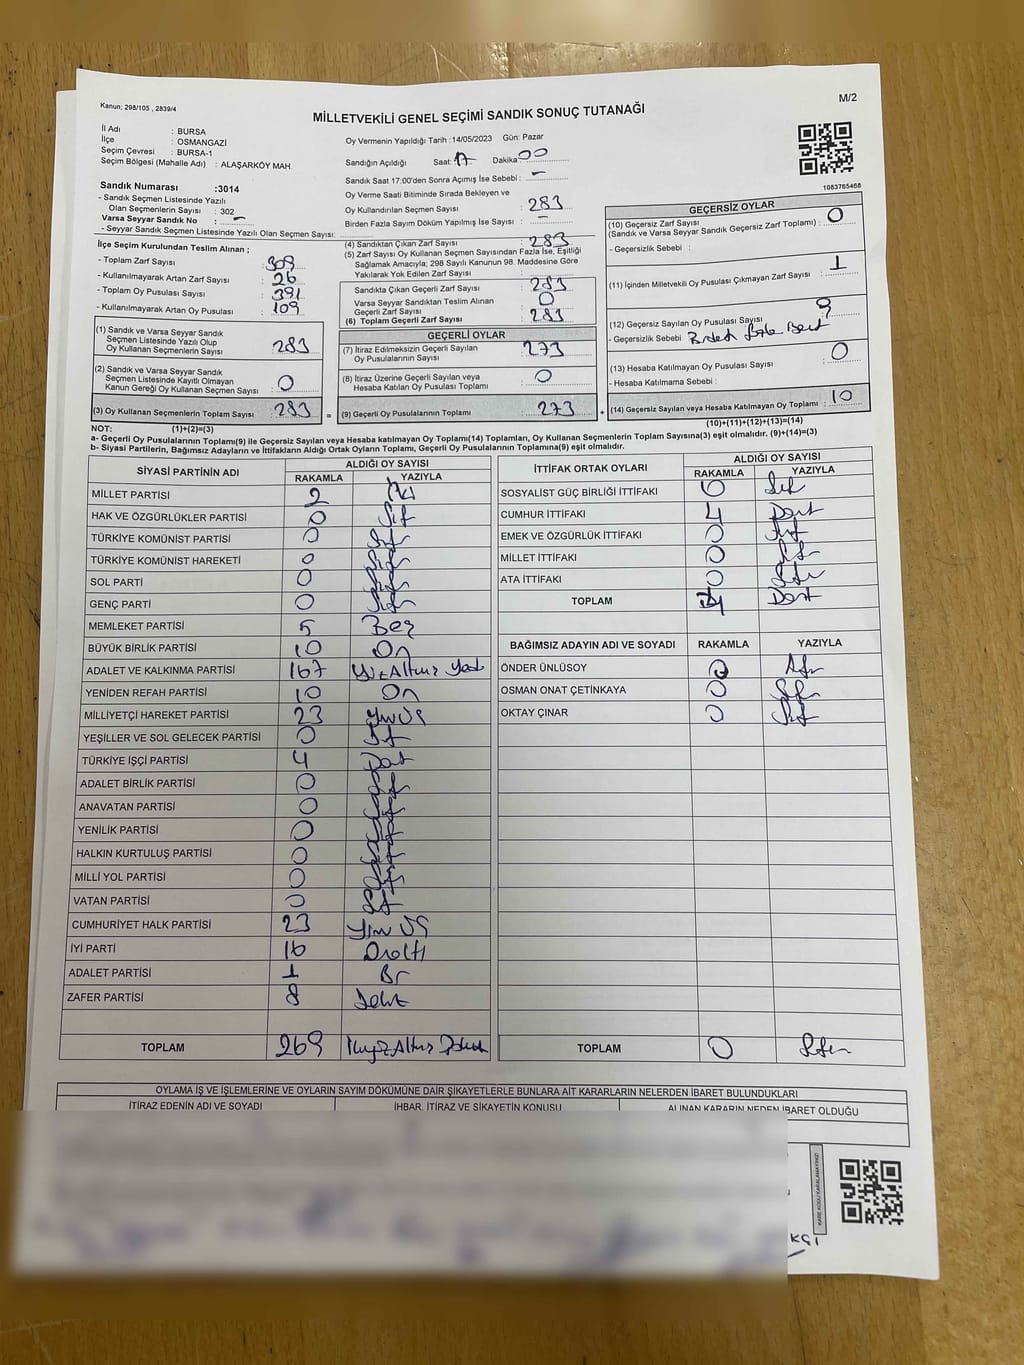 Kanun; 298/105 , 2839/4
M/2
MİLLETVEKİLİ GENEL SEÇİMİ SANDIK SONUÇ TUTANAĞI
İl Adı : BURSA
İlçe : OSMANGAZİ
Seçim Çevresi : BURSA-1
Seçim Bölgesi (Mahalle Adı) : ALAŞARKÖY MAH.
Sandık Numarası :3014
- Sandık Seçmen Listesinde Yazılı
Olan Seçmenlerin Sayısı : 302
Varsa Seyyar Sandık No : -
- Seyyar Sandık Seçmen Listesinde Yazılı Olan Seçmen Sayısı:
İlçe Seçim Kurulundan Teslim Alınan ;
- Toplam Zarf Sayısı : 309
- Kullanılmayarak Artan Zarf Sayısı : 26
- Toplam Oy Pusulası Sayısı : 391
- Kullanılmayarak Artan Oy Pusulası : 109
(1) Sandık ve Varsa Seyyar Sandık
Seçmen Listesinde Yazılı Olup
Oy Kullanan Seçmenlerin Sayısı : 283
(2) Sandık ve Varsa Seyyar Sandık
Seçmen Listesinde Kayıtlı Olmayan
Kanun Gereği Oy Kullanan Seçmen Sayısı : 0
(3) Oy Kullanan Seçmenlerin Toplam Sayısı : 283
(1)+(2)=(3)
Oy Vermenin Yapıldığı Tarih :14/05/2023 Gün: Pazar
Sandığın Açıldığı Saat: 17 Dakika: 00
Sandık Saat 17:00'den Sonra Açımış İse Sebebi : -
Oy Verme Saati Bitiminde Sırada Bekleyen ve
Oy Kullandırılan Seçmen Sayısı : 283
Birden Fazla Sayım Döküm Yapılmış İse Sayısı : -
(4) Sandıktan Çıkan Zarf Sayısı : 283
(5) Zarf Sayısı Oy Kullanan Seçmen Sayısından Fazla İse, Eşitliği
Sağlamak Amacıyla; 298 Sayılı Kanunun 98. Maddesine Göre
Yakılarak Yok Edilen Zarf Sayısı :
Sandıkta Çıkan Geçerli Zarf Sayısı : 283
Varsa Seyyar Sandıktan Teslim Alınan
Geçerli Zarf Sayısı : 0
(6) Toplam Geçerli Zarf Sayısı : 283
GEÇERLİ OYLAR
(7) İtiraz Edilmeksizin Geçerli Sayılan
Oy Pusulalarının Sayısı : 273
(8) İtiraz Üzerine Geçerli Sayılan veya
Hesaba Katılan Oy Pusulası Toplamı : 0
= (9) Geçerli Oy Pusulalarının Toplamı : 273
1083765468
GEÇERSİZ OYLAR
(10) Geçersiz Zarf Sayısı
(Sandık ve Varsa Seyyar Sandık Geçersiz Zarf Toplamı) : 0
- Geçersizlik Sebebi :
(11) İçinden Milletvekili Oy Pusulası Çıkmayan Zarf Sayısı : 1
(12) Geçersiz Sayılan Oy Pusulası Sayısı : 9
- Geçersizlik Sebebi
(13) Hesaba Katılmayan Oy Pusulası Sayısı : 0
- Hesaba Katılmama Sebebi :
+ (14) Geçersiz Sayılan veya Hesaba Katılmayan Oy Toplamı : 10
(10)+(11)+(12)+(13)=(14)
NOT:
a- Geçerli Oy Pusulalarının Toplamı(9) ile Geçersiz Sayılan veya Hesaba katılmayan Oy Toplamı(14) Toplamları, Oy Kullanan Seçmenlerin Toplam Sayısına(3) eşit olmalıdır. (9)+(14)=(3)
b- Siyasi Partilerin, Bağımsız Adayların ve İttifakların Aldığı Ortak Oyların Toplamı, Geçerli Oy Pusulalarının Toplamına(9) eşit olmalıdır.
SİYASİ PARTİNİN ADI ALDIĞI OY SAYISI
RAKAMLA YAZIYLA
MİLLET PARTİSİ 2 İki
HAK VE ÖZGÜRLÜKLER PARTİSİ 0 Sıfır
TÜRKİYE KOMÜNİST PARTİSİ 0 Sıfır
TÜRKİYE KOMÜNİST HAREKETİ 0 Sıfır
SOL PARTİ 0 Sıfır
GENÇ PARTİ 0 Sıfır
MEMLEKET PARTİSİ 5 Beş
BÜYÜK BİRLİK PARTİSİ 10 On
ADALET VE KALKINMA PARTİSİ 167 Yüz Altmış Yedi
YENİDEN REFAH PARTİSİ 10 On
MİLLİYETÇİ HAREKET PARTİSİ 23 Yirmi Üç
YEŞİLLER VE SOL GELECEK PARTİSİ 0 Sıfır
TÜRKİYE İŞÇİ PARTİSİ 4 Dört
ADALET BİRLİK PARTİSİ 0
ANAVATAN PARTİSİ 0
YENİLİK PARTİSİ 0
HALKIN KURTULUŞ PARTİSİ 0
MİLLİ YOL PARTİSİ 0
VATAN PARTİSİ 0
CUMHURİYET HALK PARTİSİ 23 Yirmi Üç
İYİ PARTİ 16 Onaltı
ADALET PARTİSİ 1 Bir
ZAFER PARTİSİ 8 Sekiz
TOPLAM 269 İkiyüz Altmış Dokuz
İTTİFAK ORTAK OYLARI ALDIĞI OY SAYISI
RAKAMLA YAZIYLA
SOSYALİST GÜÇ BİRLİĞİ İTTİFAKI 0 Sıfır
CUMHUR İTTİFAKI 4 Dört
EMEK VE ÖZGÜRLÜK İTTİFAKI 0 Sıfır
MİLLET İTTİFAKI 0 Sıfır
ATA İTTİFAKI 0 Sıfır
TOPLAM 4 Dört
BAĞIMSIZ ADAYIN ADI VE SOYADI RAKAMLA YAZIYLA
ÖNDER ÜNLÜSOY 0 Sıfır
OSMAN ONAT ÇETİNKAYA 0 Sıfır
OKTAY ÇINAR 0 Sıfır
TOPLAM 0 Sıfır
OYLAMA İŞ VE İŞLEMLERİNE VE OYLARIN SAYIM DÖKÜMÜNE DAİR ŞİKAYETLERLE BUNLARA AİT KARARLARIN NELERDEN İBARET BULUNDUKLARI
İTİRAZ EDENİN ADI VE SOYADI İHBAR, İTİRAZ VE ŞİKAYETİN KONUSU ALINAN KARARIN NEDEN İBARET OLDUĞU
KARE KODU KARALAMAYINIZ!